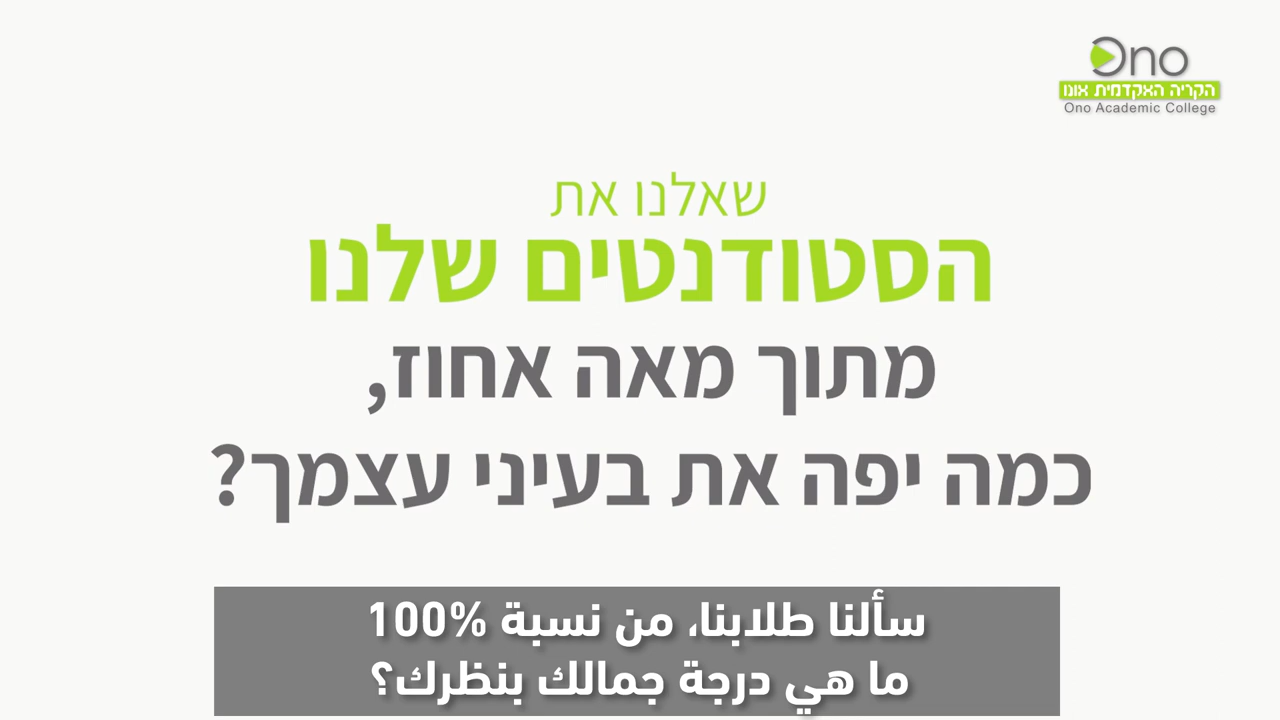 Ono
הקריה האקדמית אונו
Ono Academic College
שאלנו את
הסטודנטים שלנו
מתוך מאה אחוז,
כמה יפה את בעיני עצמך?
سألنا طلابنا، من نسبة 100%
ما هي درجة جمالك بنظرك؟